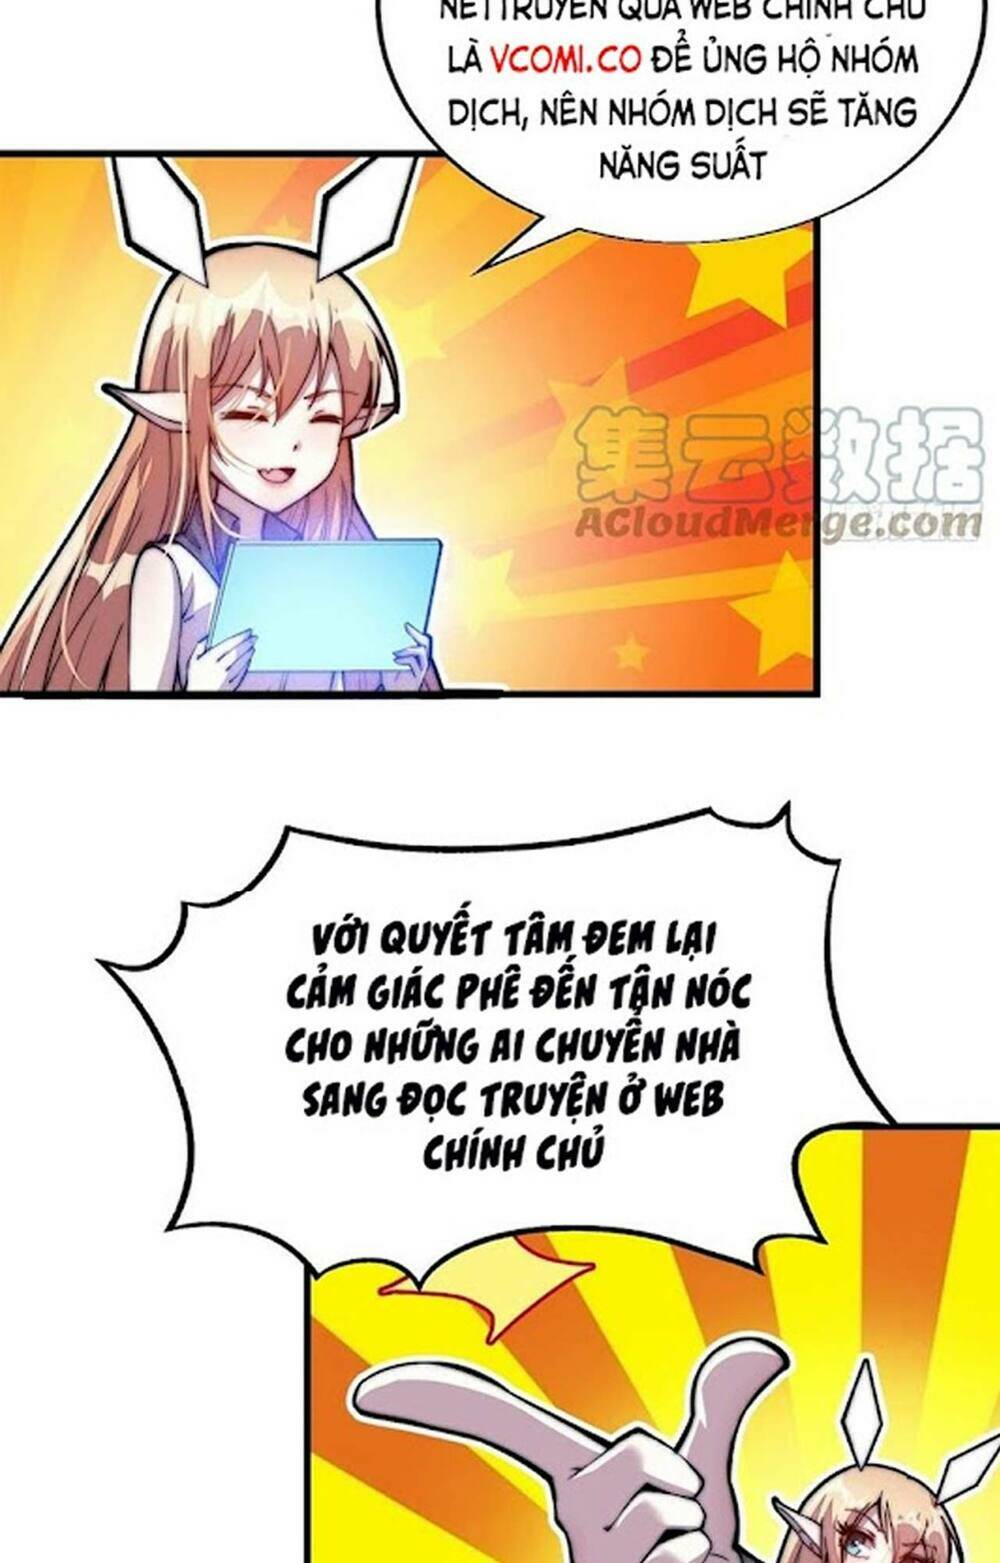 NETTRUYEN QUA WEB CHÍNH CHỦ
LÀ VCOMI.CO ĐỂ ỦNG HỘ NHÓM
DỊCH, NÊN NHÓM DỊCH SẼ TĂNG
NĂNG SUẤT
集云数据
ACloudMerge.com
VỚI QUYẾT TÂM ĐEM LẠI
CẢM GIÁC PHÊ ĐẾN TẬN NÓC
CHO NHỮNG AI CHUYỂN NHÀ
SANG ĐỌC TRUYỆN Ở WEB
CHÍNH CHỦ